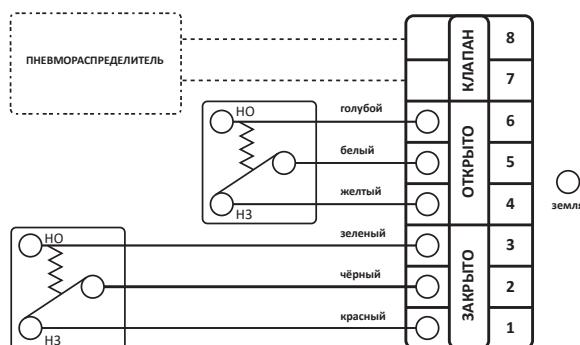 ПНЕВМОРАСПРЕДЕЛИТЕЛЬ
КЛАПАН
8
7
НО
голубой
6
белый
ОТКРЫТО
5
желтый
4
НЗ
земля
НО
зеленый
3
чёрный
ЗАКРЫТО
2
красный
1
НЗ